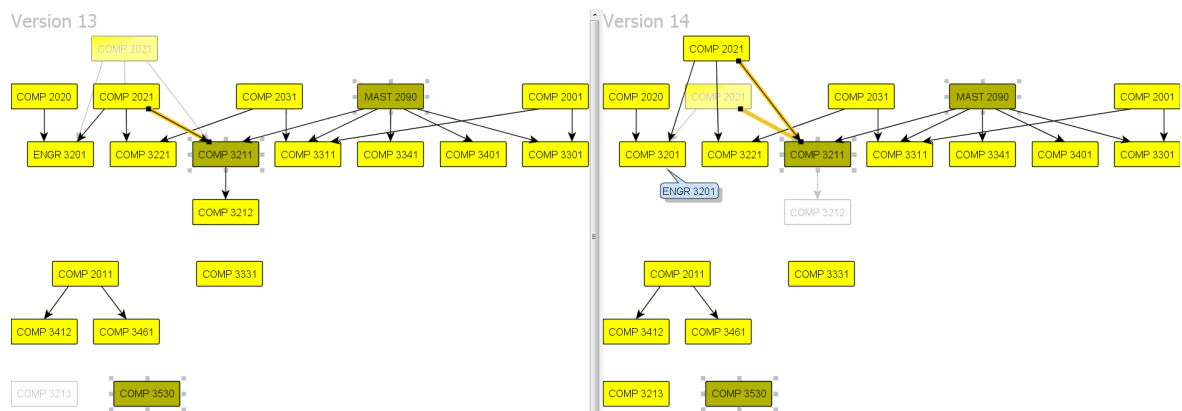 Version 13
COMP 2021
COMP 2020
COMP 2021
COMP 2031
MAST 2090
COMP 2001
ENGR 3201
COMP 3221
COMP 3211
COMP 3311
COMP 3341
COMP 3401
COMP 3301
COMP 3212
COMP 2011
COMP 3331
COMP 3412
COMP 3461
COMP 3213
COMP 3530
Version 14
COMP 2021
COMP 2020
COMP 2021
COMP 2031
MAST 2090
COMP 2001
COMP 3201
COMP 3221
COMP 3211
COMP 3311
COMP 3341
COMP 3401
COMP 3301
ENGR 3201
COMP 3212
COMP 2011
COMP 3331
COMP 3412
COMP 3461
COMP 3213
COMP 3530